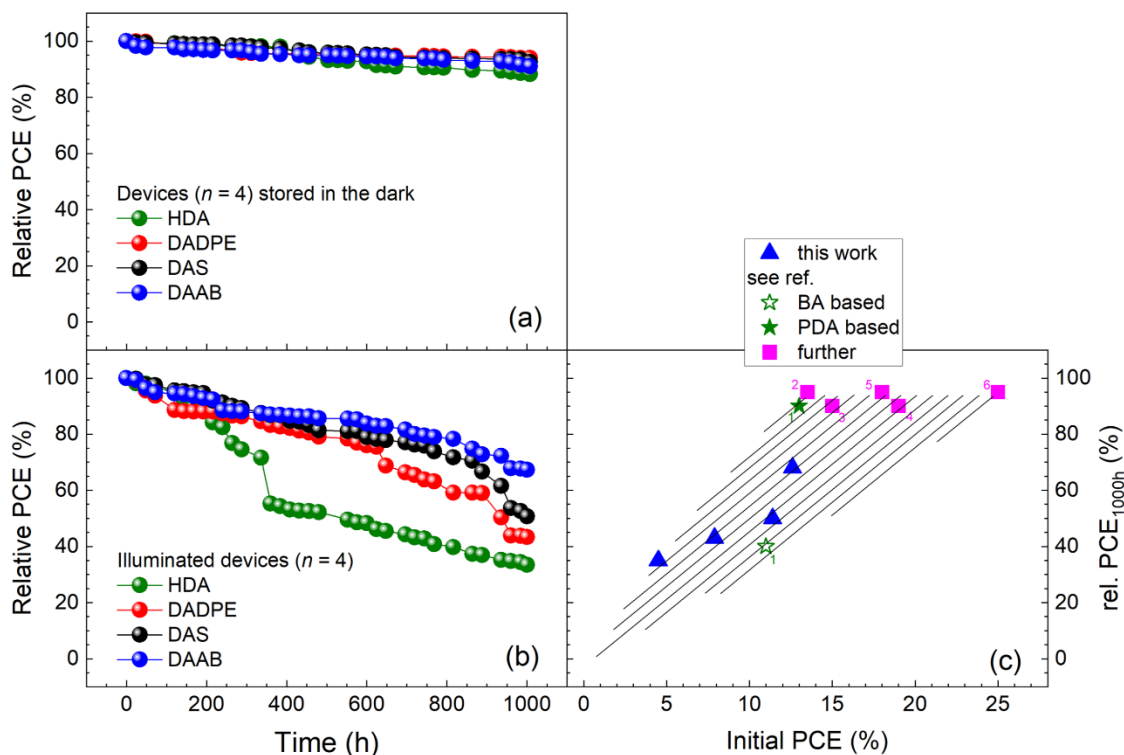 100
80
60
40
20
0
Relative PCE (%)
Devices (n = 4) stored in the dark
HDA
DADPE
DAS
DAAB
(a)
100
80
60
40
20
0
Relative PCE (%)
Illuminated devices (n = 4)
HDA
DADPE
DAS
DAAB
(b)
0 200 400 600 800 1000
Time (h)
this work
see ref.
BA based
PDA based
further
2 5 6
1 3 4
1
(c)
100
80
60
40
20
0
rel. PCE1000h (%)
0 5 10 15 20 25
Initial PCE (%)